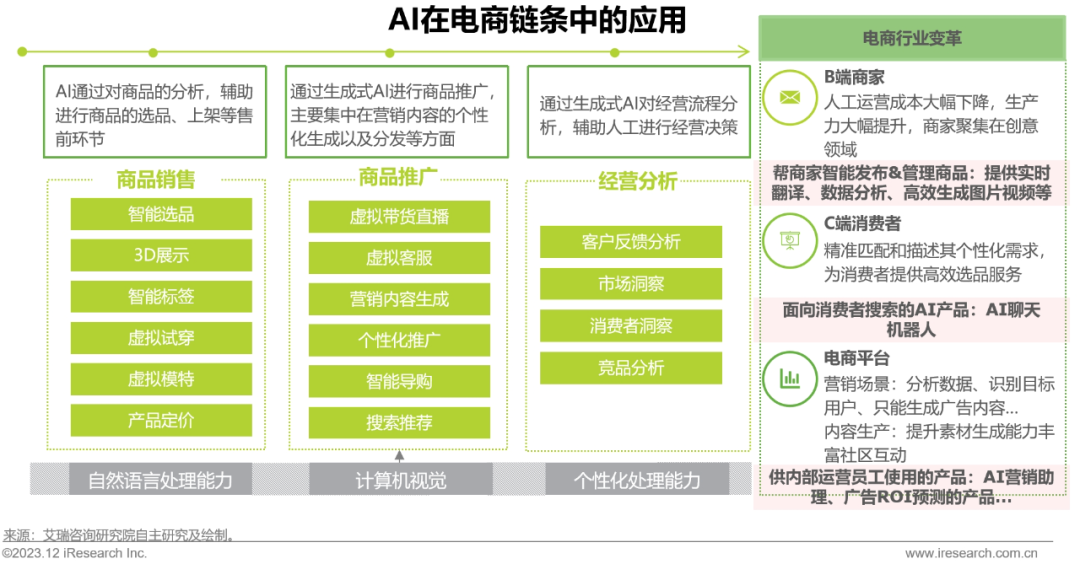 AI在电商链条中的应用
AI通过对商品的分析，辅助
进行商品的选品、上架等售
前环节
商品销售
智能选品
3D展示
智能标签
虚拟试穿
虚拟模特
产品定价
通过生成式AI进行商品推广，
主要集中在营销内容的个性
化生成以及分发等方面
商品推广
虚拟带货直播
虚拟客服
营销内容生成
个性化推广
智能导购
搜索推荐
通过生成式AI对经营流程分
析，辅助人工进行经营决策
经营分析
客户反馈分析
市场洞察
消费者洞察
竞品分析
自然语言处理能力
计算机视觉
个性化处理能力
电商行业变革
B端商家
人工运营成本大幅下降，生产
力大幅提升，商家聚集在创意
领域
帮商家智能发布&管理商品：提供实时
翻译、数据分析、高效生成图片视频等
C端消费者
精准匹配和描述其个性化需求，
为消费者提供高效选品服务
面向消费者搜索的AI产品：AI聊天
机器人
电商平台
营销场景：分析数据、识别目标
用户、只能生成广告内容...
内容生产：提升素材生成能力丰
富社区互动
供内部运营员工使用的产品：AI营销助
理、广告ROI预测的产品...
来源：艾瑞咨询研究院自主研究及绘制。
©2023.12 iResearch Inc.
www.iresearch.com.cn